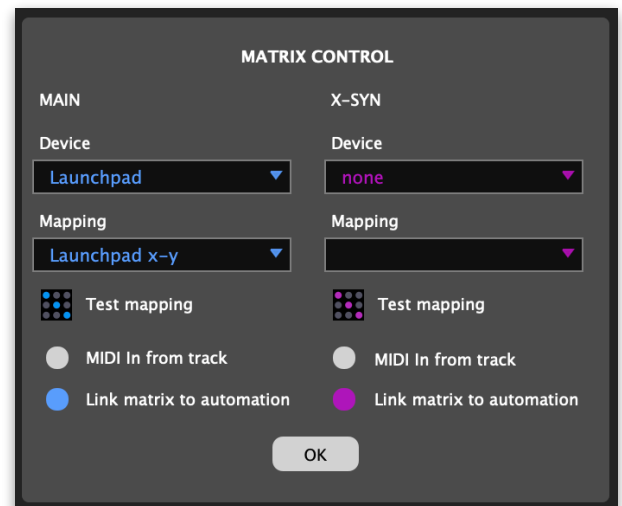 MATRIX CONTROL
MAIN
X-SYN
Device
Device
Launchpad
none
Mapping
Mapping
Launchpad x-y
Test mapping
Test mapping
MIDI In from track
MIDI In from track
Link matrix to automation
Link matrix to automation
OK